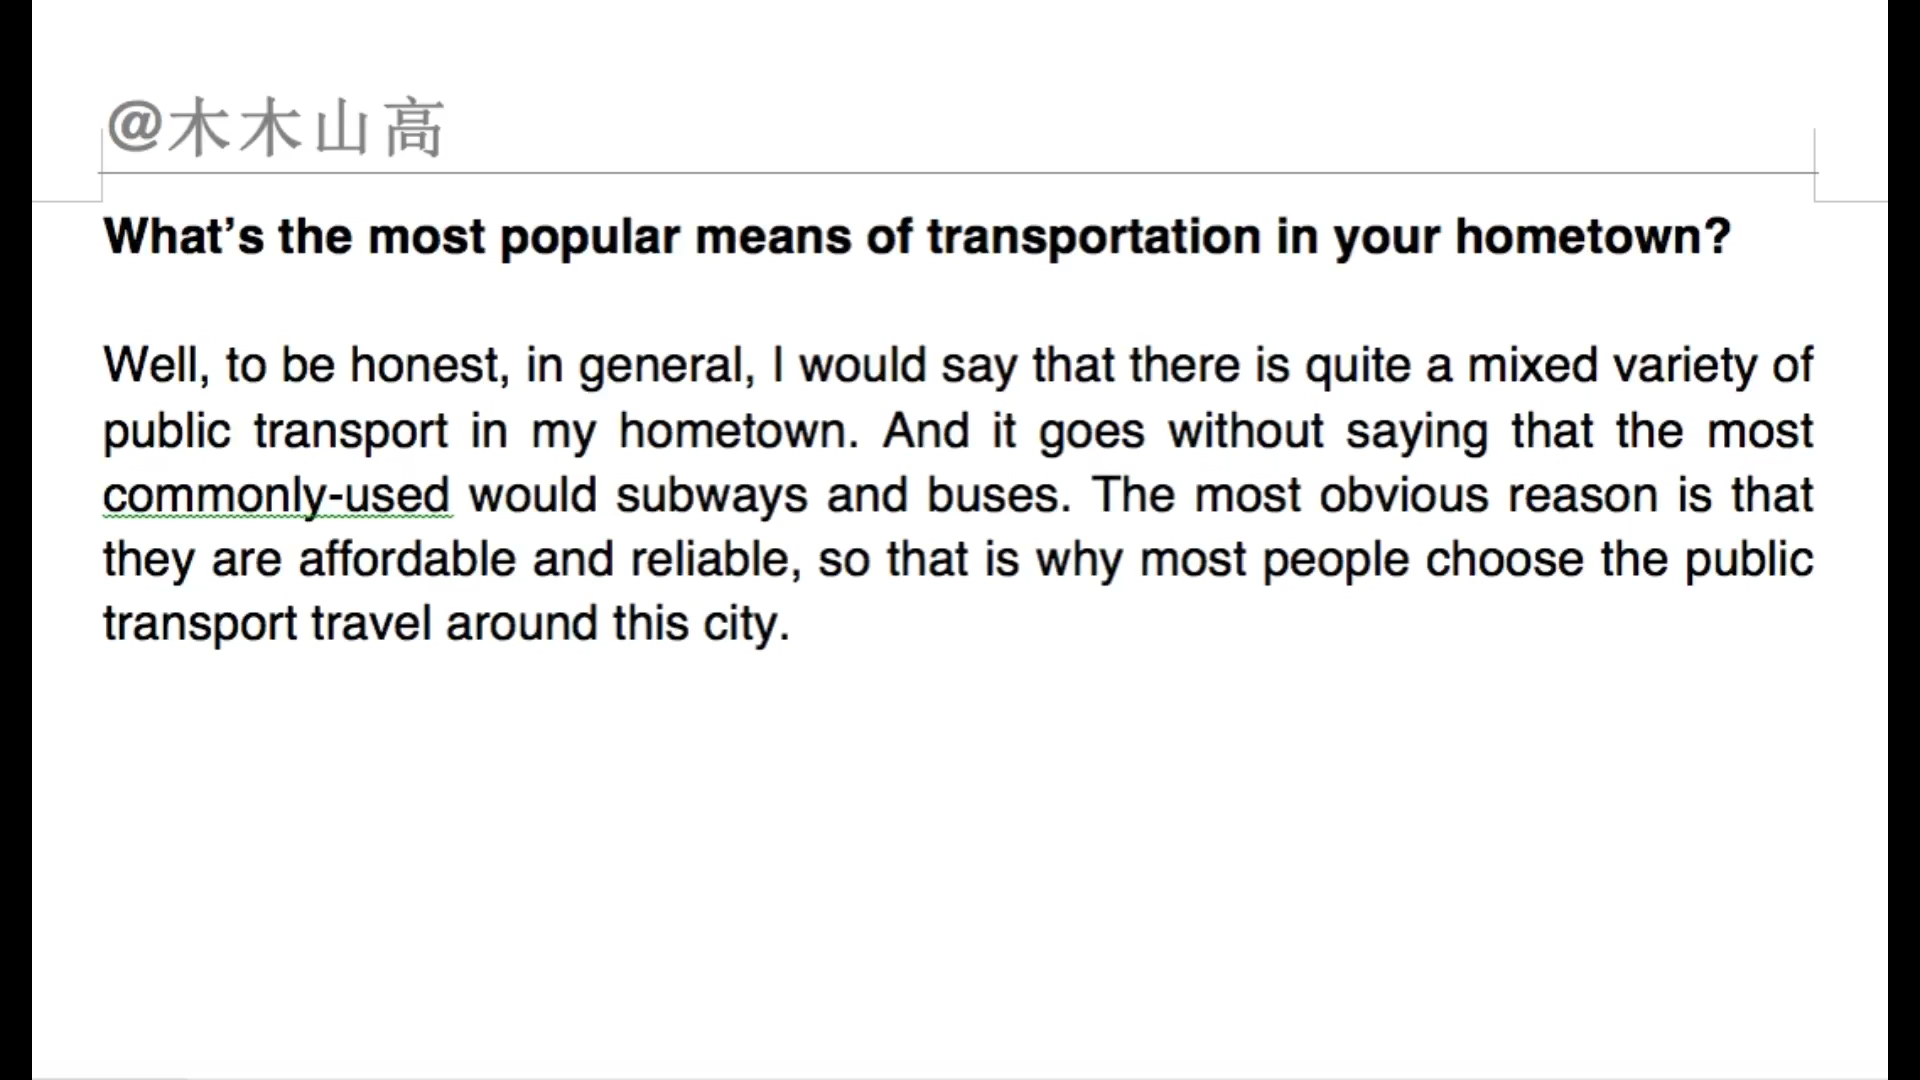 @木木山高
What’s the most popular means of transportation in your hometown?
Well, to be honest, in general, I would say that there is quite a mixed variety of
public transport in my hometown. And it goes without saying that the most
commonly-used would subways and buses. The most obvious reason is that
they are affordable and reliable, so that is why most people choose the public
transport travel around this city.